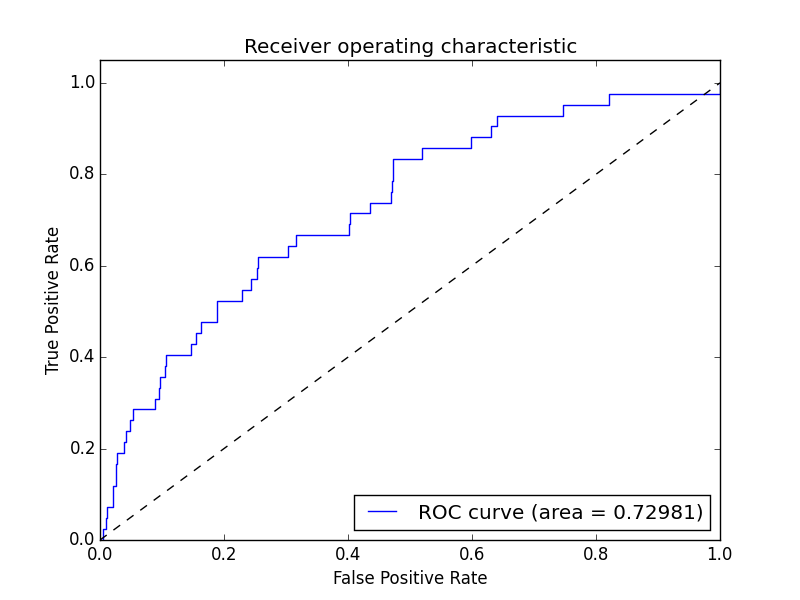 Receiver operating characteristic
1.0
0.8
0.6
0.4
0.2
0.0
True Positive Rate
ROC curve (area = 0.72981)
0.0 0.2 0.4 0.6 0.8 1.0
False Positive Rate